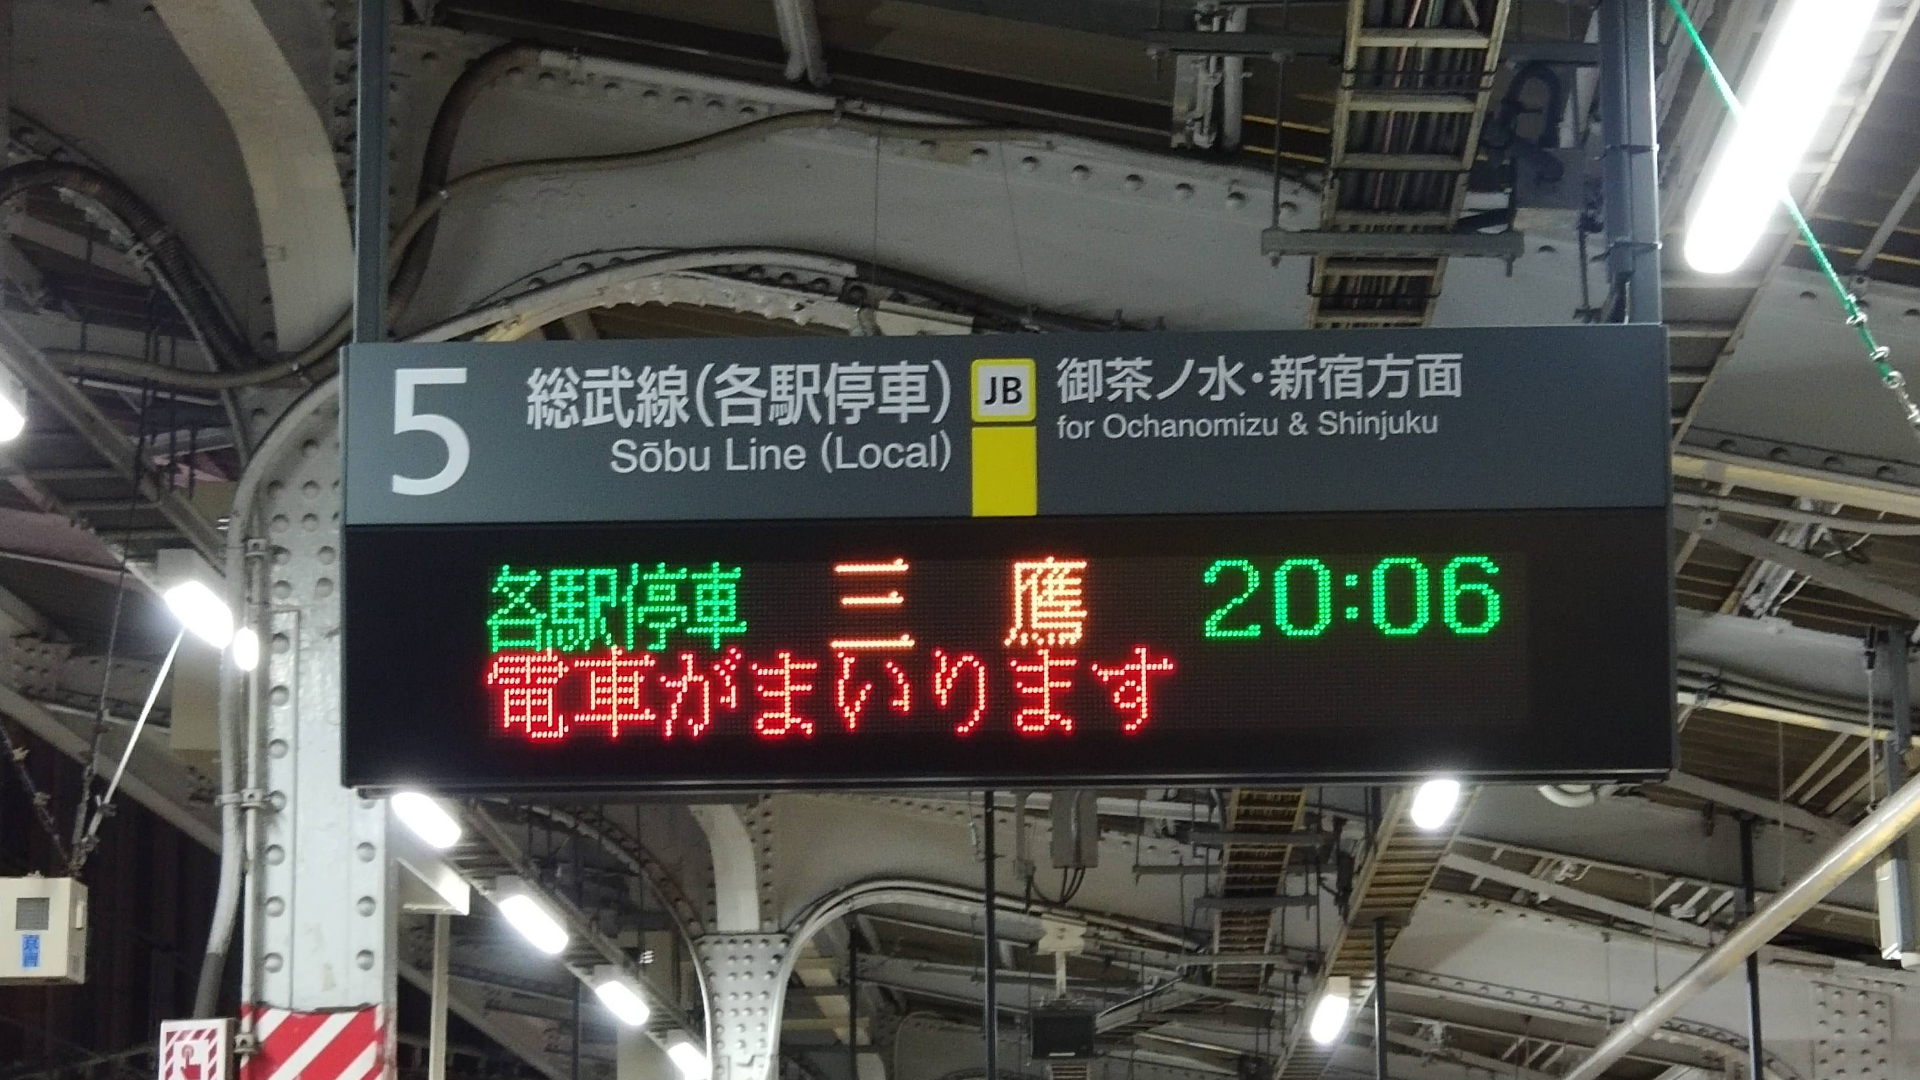 5
総武線(各駅停車)
Sōbu Line (Local)
JB
御茶ノ水・新宿方面
for Ochanomizu & Shinjuku
各駅停車 三 鷹 20:06
電車がまいります